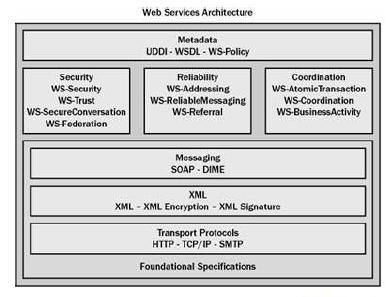 Web Services Architecture
Metadata
UDDI - WSDL - WS-Policy
Security
WS-Security
WS-Trust
WS-SecureConversation
WS-Federation
Reliability
WS-Addressing
WS-ReliableMessaging
WS-Referral
Coordination
WS-AtomicTransaction
WS-Coordination
WS-BusinessActivity
Messaging
SOAP - DIME
XML
XML – XML Encryption – XML Signature
Transport Protocols
HTTP - TCP/IP - SMTP
Foundational Specifications